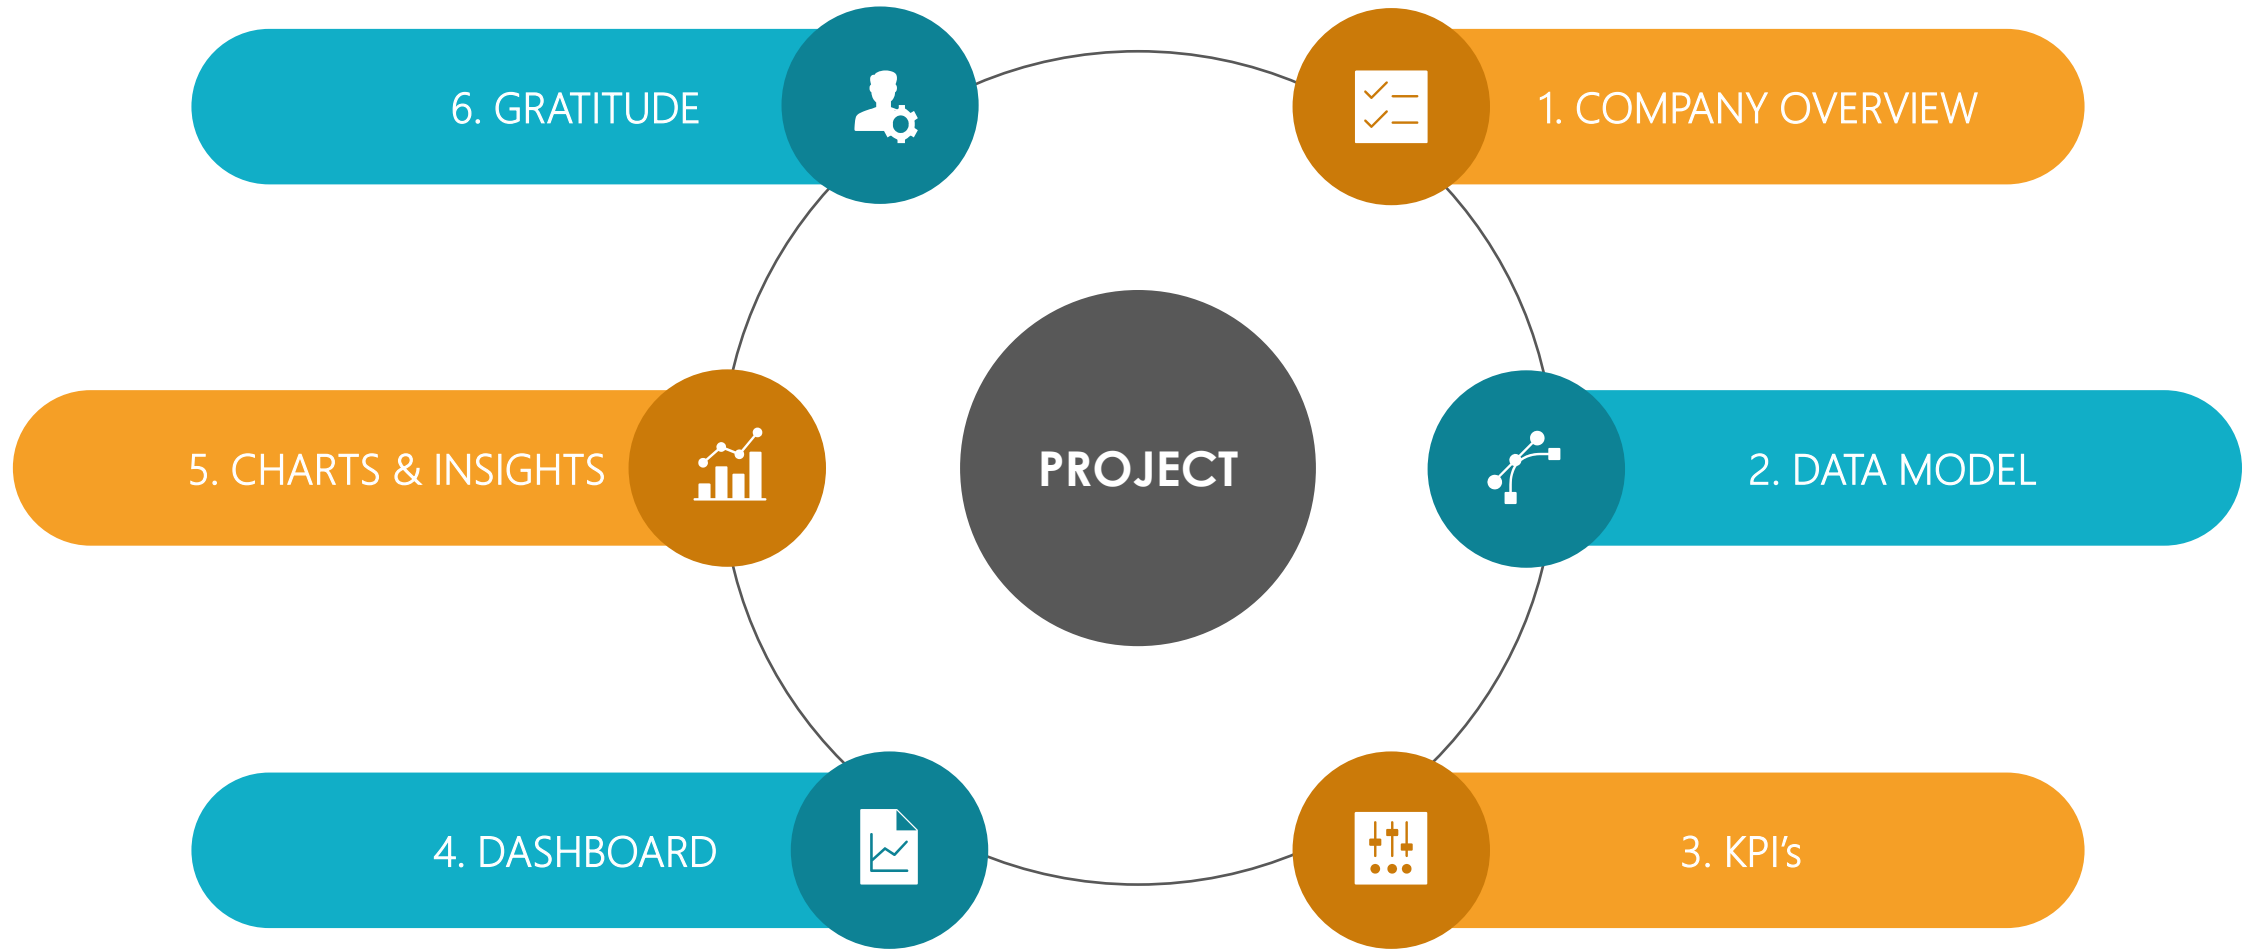 PROJECT
1. COMPANY OVERVIEW
2. DATA MODEL
3. KPI’s
4. DASHBOARD
5. CHARTS & INSIGHTS
6. GRATITUDE